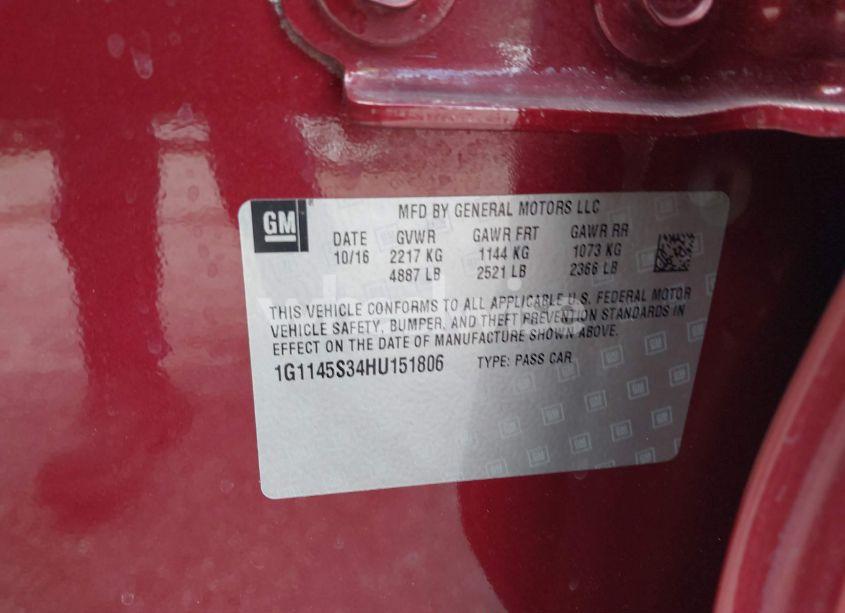 GM
MFD BY GENERAL MOTORS LLC
DATE GVWR GAWR FRT GAWR RR
10/16 2217 KG 1144 KG 1073 KG
4887 LB 2521 LB 2366 LB
THIS VEHICLE CONFORMS TO ALL APPLICABLE U.S. FEDERAL MOTOR
VEHICLE SAFETY, BUMPER, AND THEFT PREVENTION STANDARDS IN
EFFECT ON THE DATE OF MANUFACTURE SHOWN ABOVE.
1G1145S34HU151806 TYPE: PASS CAR